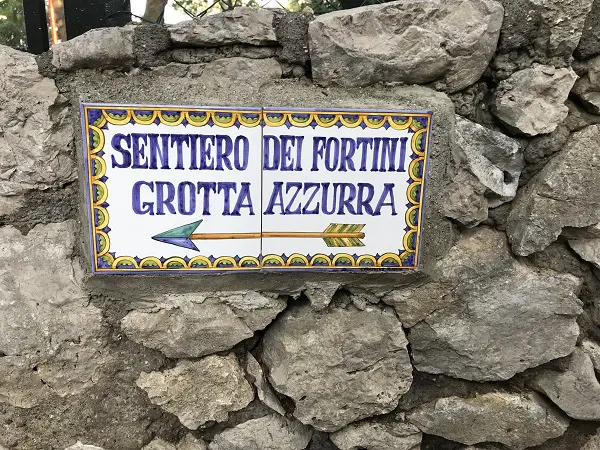 SENTIERO DEI FORTINI
GROTTA AZZURRA